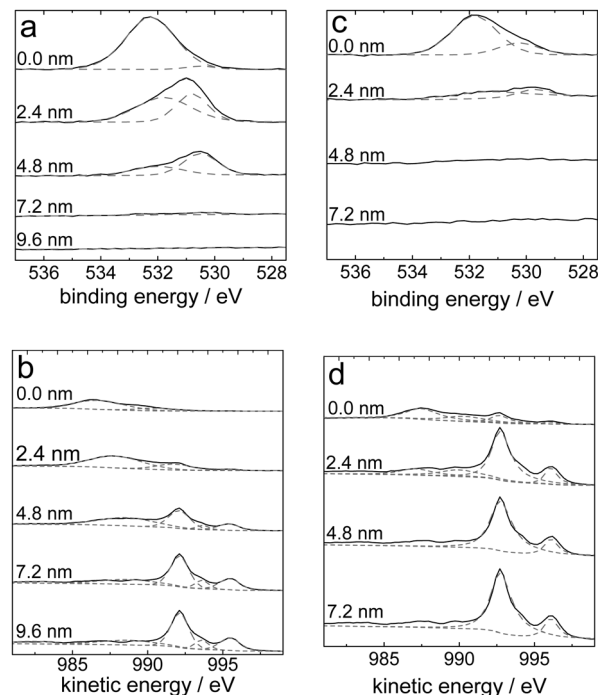 a
0.0 nm
2.4 nm
4.8 nm
7.2 nm
9.6 nm
536 534 532 530 528
binding energy / eV
c
0.0 nm
2.4 nm
4.8 nm
7.2 nm
536 534 532 530 528
binding energy / eV
b
0.0 nm
2.4 nm
4.8 nm
7.2 nm
9.6 nm
985 990 995
kinetic energy / eV
d
0.0 nm
2.4 nm
4.8 nm
7.2 nm
985 990 995
kinetic energy / eV